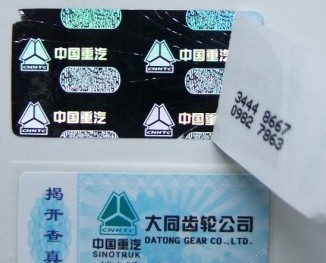 中国重汽 中国重汽
CNHTC CNHTC
中国重汽 中国重
CNHTC CNHTC
3444 8667
0982 7863
揭开查真
CNHTC
中国重汽
SINOTRUK
大同齿轮公司
DATONG GEAR CO.,LTD.